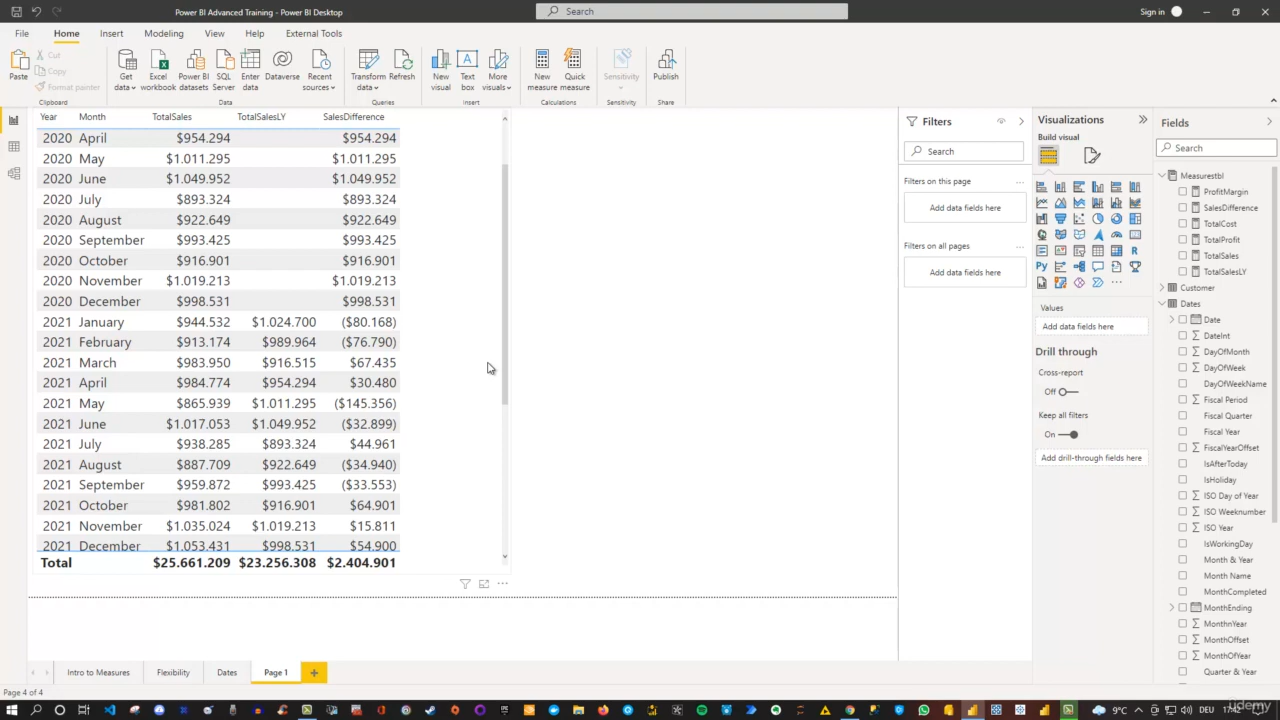 Power BI Advanced Training - Power BI Desktop
Search
Sign in
File Home Insert Modeling View Help External Tools
Paste
Cut
Copy
Format painter
Clipboard
Get data
Excel workbook
Power BI datasets
SQL Server
Enter data
Dataverse
Recent sources
Data
Transform data
Refresh
Queries
New visual
Text box
More visuals
Insert
New measure
Quick measure
Calculations
Sensitivity
Sensitivity
Publish
Share
Year Month TotalSales TotalSalesLY SalesDifference
2020 April $954.294 $954.294
2020 May $1.011.295 $1.011.295
2020 June $1.049.952 $1.049.952
2020 July $893.324 $893.324
2020 August $922.649 $922.649
2020 September $993.425 $993.425
2020 October $916.901 $916.901
2020 November $1.019.213 $1.019.213
2020 December $998.531 $998.531
2021 January $944.532 $1.024.700 ($80.168)
2021 February $913.174 $989.964 ($76.790)
2021 March $983.950 $916.515 $67.435
2021 April $984.774 $954.294 $30.480
2021 May $865.939 $1.011.295 ($145.356)
2021 June $1.017.053 $1.049.952 ($32.899)
2021 July $938.285 $893.324 $44.961
2021 August $887.709 $922.649 ($34.940)
2021 September $959.872 $993.425 ($33.553)
2021 October $981.802 $916.901 $64.901
2021 November $1.035.024 $1.019.213 $15.811
2021 December $1.053.431 $998.531 $54.900
Total $25.661.209 $23.256.308 $2.404.901
Filters
Search
Filters on this page
Add data fields here
Filters on all pages
Add data fields here
Visualizations
Build visual
R
Py
Values
Add data fields here
Drill through
Cross-report
Off
Keep all filters
On
Add drill-through fields here
Fields
Search
Measurestbl
ProfitMargin
SalesDifference
TotalCost
TotalProfit
TotalSales
TotalSalesLY
Customer
Dates
Date
DateInt
DayOfMonth
DayOfWeek
DayOfWeekName
Fiscal Period
Fiscal Quarter
Fiscal Year
FiscalYearOffset
IsAfterToday
IsHoliday
ISO Day of Year
ISO Weeknumber
ISO Year
IsWorkingDay
Month & Year
Month Name
MonthCompleted
MonthEnding
MonthnYear
MonthOffset
MonthOfYear
Quarter & Year
Intro to Measures Flexibility Dates Page 1
Page 4 of 4
9°C
DEU
Udemy